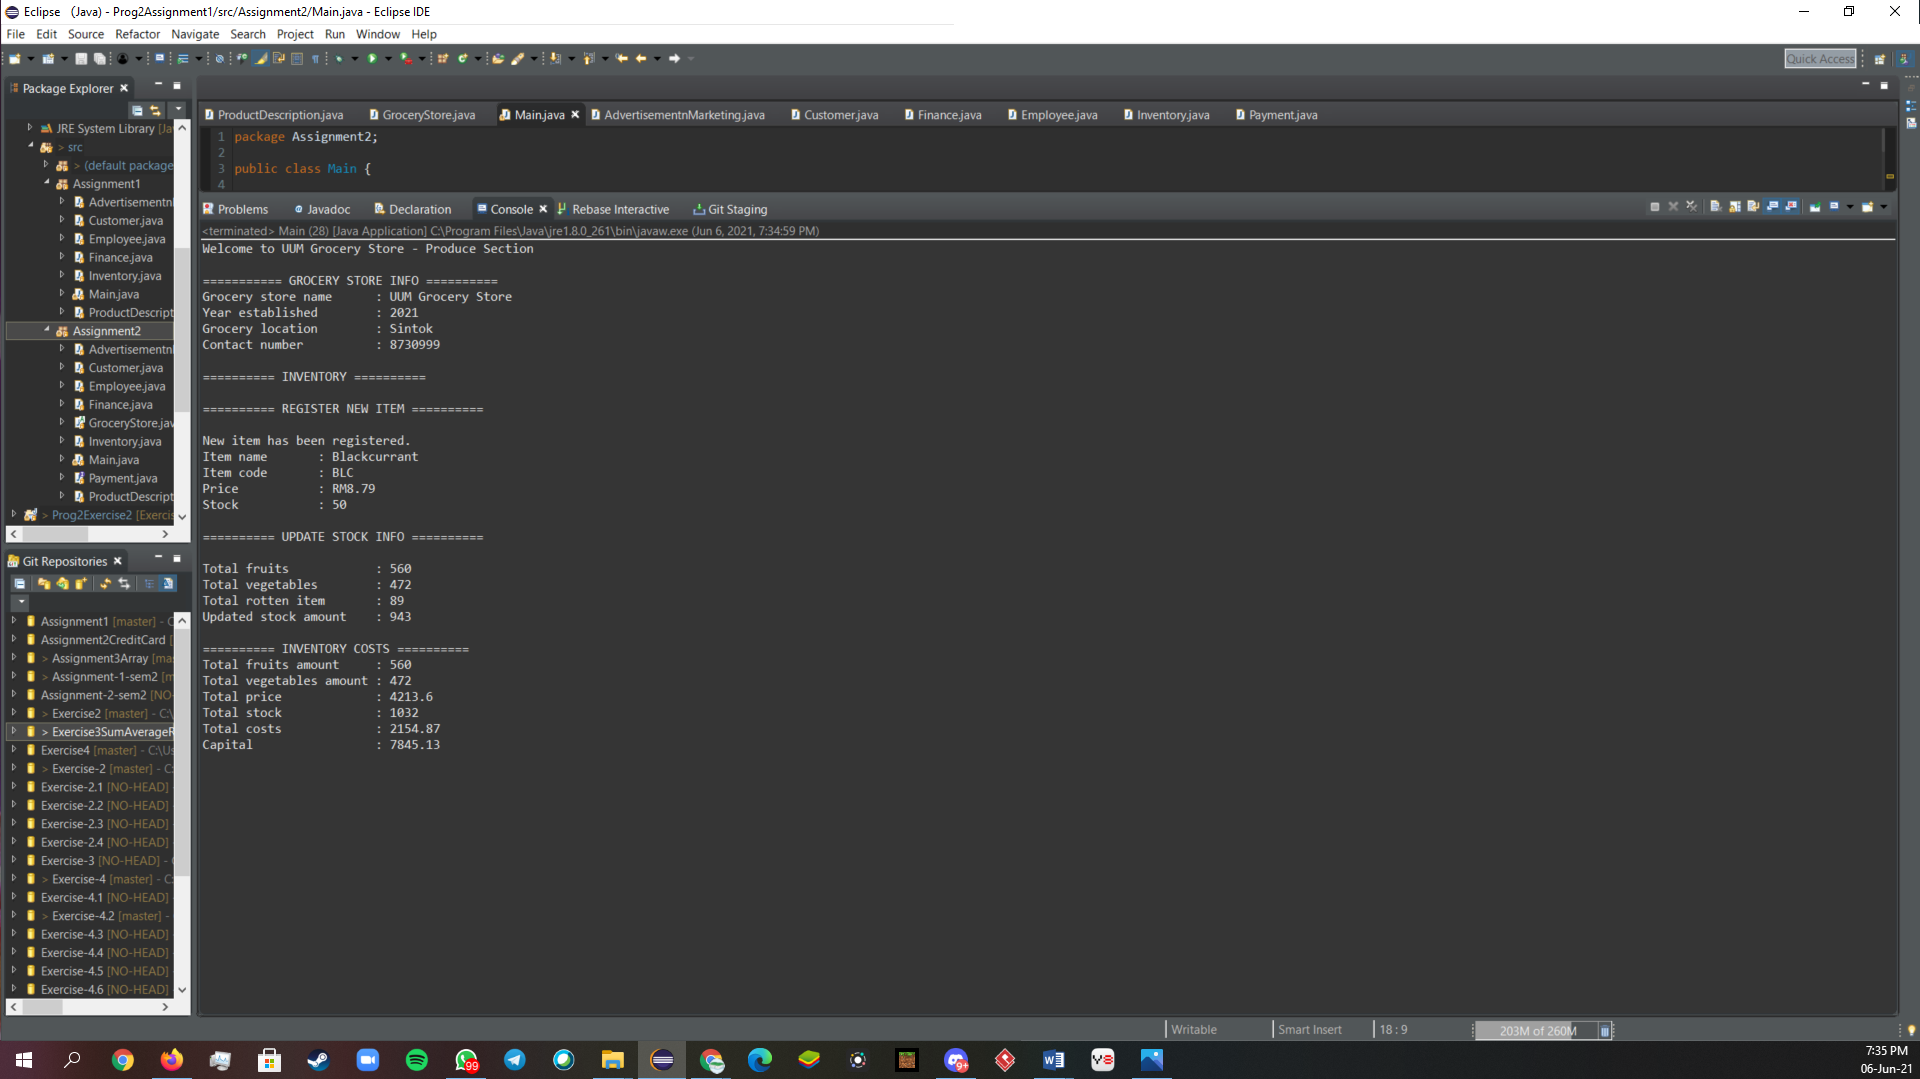 Eclipse (Java) - Prog2Assignment1/src/Assignment2/Main.java - Eclipse IDE
File Edit Source Refactor Navigate Search Project Run Window Help
Quick Access
Package Explorer
JRE System Library [Ja
> src
> (default package
Assignment1
Advertisementn
Customer.java
Employee.java
Finance.java
Inventory.java
Main.java
ProductDescript
Assignment2
Advertisementn
Customer.java
Employee.java
Finance.java
GroceryStore.jav
Inventory.java
Main.java
Payment.java
ProductDescript
> Prog2Exercise2 [Exercis
Git Repositories
Assignment1 [master] - C
Assignment2CreditCard [
> Assignment3Array [mas
> Assignment-1-sem2 [m
Assignment-2-sem2 [NO-
> Exercise2 [master] - C:\
> Exercise3SumAverageR
Exercise4 [master] - C:\Us
> Exercise-2 [master] - C:
Exercise-2.1 [NO-HEAD] -
Exercise-2.2 [NO-HEAD] -
Exercise-2.3 [NO-HEAD] -
Exercise-2.4 [NO-HEAD] -
Exercise-3 [NO-HEAD] - C
> Exercise-4 [master] - C:
Exercise-4.1 [NO-HEAD] -
> Exercise-4.2 [master] -
Exercise-4.3 [NO-HEAD] -
Exercise-4.4 [NO-HEAD] -
Exercise-4.5 [NO-HEAD] -
Exercise-4.6 [NO-HEAD] -
ProductDescription.java GroceryStore.java Main.java AdvertisementnMarketing.java Customer.java Finance.java Employee.java Inventory.java Payment.java
1 package Assignment2;
2
3 public class Main {
4
Problems Javadoc Declaration Console Rebase Interactive Git Staging
<terminated> Main (28) [Java Application] C:\Program Files\Java\jre1.8.0_261\bin\javaw.exe (Jun 6, 2021, 7:34:59 PM)
Welcome to UUM Grocery Store - Produce Section
=========== GROCERY STORE INFO ==========
Grocery store name : UUM Grocery Store
Year established : 2021
Grocery location : Sintok
Contact number : 8730999
========== INVENTORY ==========
========== REGISTER NEW ITEM ==========
New item has been registered.
Item name : Blackcurrant
Item code : BLC
Price : RM8.79
Stock : 50
========== UPDATE STOCK INFO ==========
Total fruits : 560
Total vegetables : 472
Total rotten item : 89
Updated stock amount : 943
========== INVENTORY COSTS ==========
Total fruits amount : 560
Total vegetables amount : 472
Total price : 4213.6
Total stock : 1032
Total costs : 2154.87
Capital : 7845.13
Writable Smart Insert 18 : 9 203M of 260M
99
9+
7:35 PM
06-Jun-21